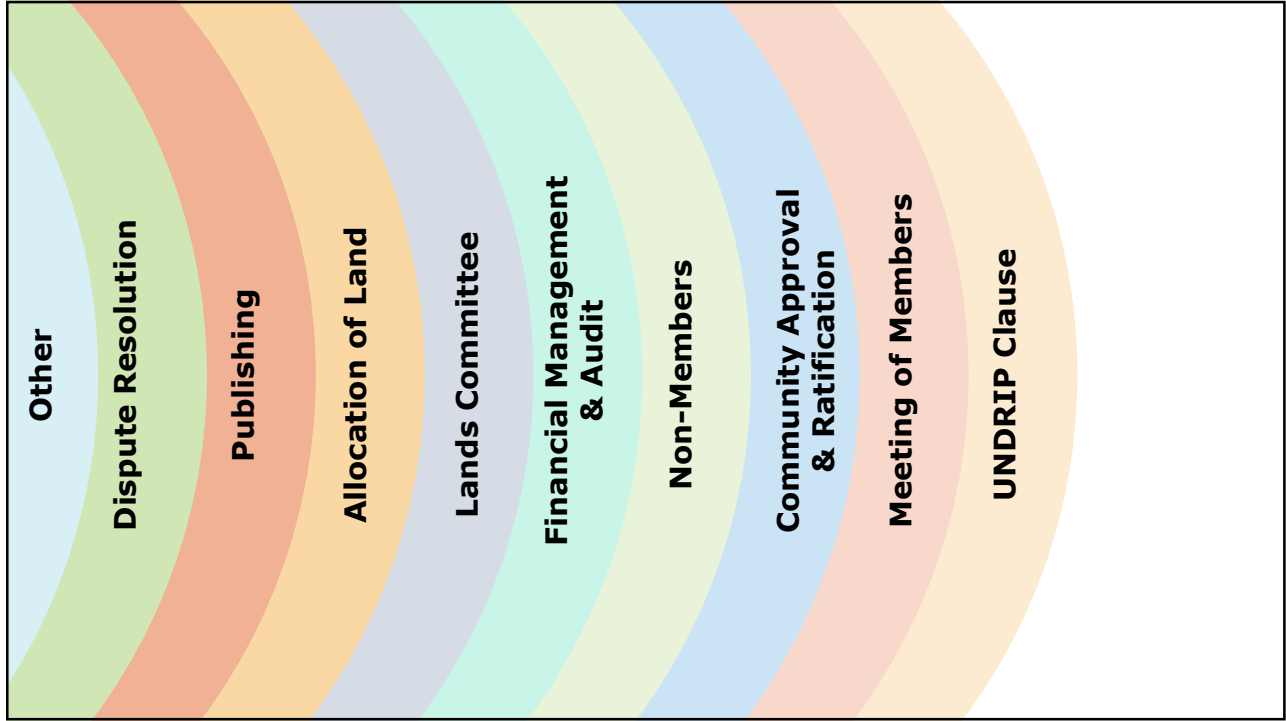 Other
Dispute Resolution
Publishing
Allocation of Land
Lands Committee
Financial Management
& Audit
Non-Members
Community Approval
& Ratification
Meeting of Members
UNDRIP Clause